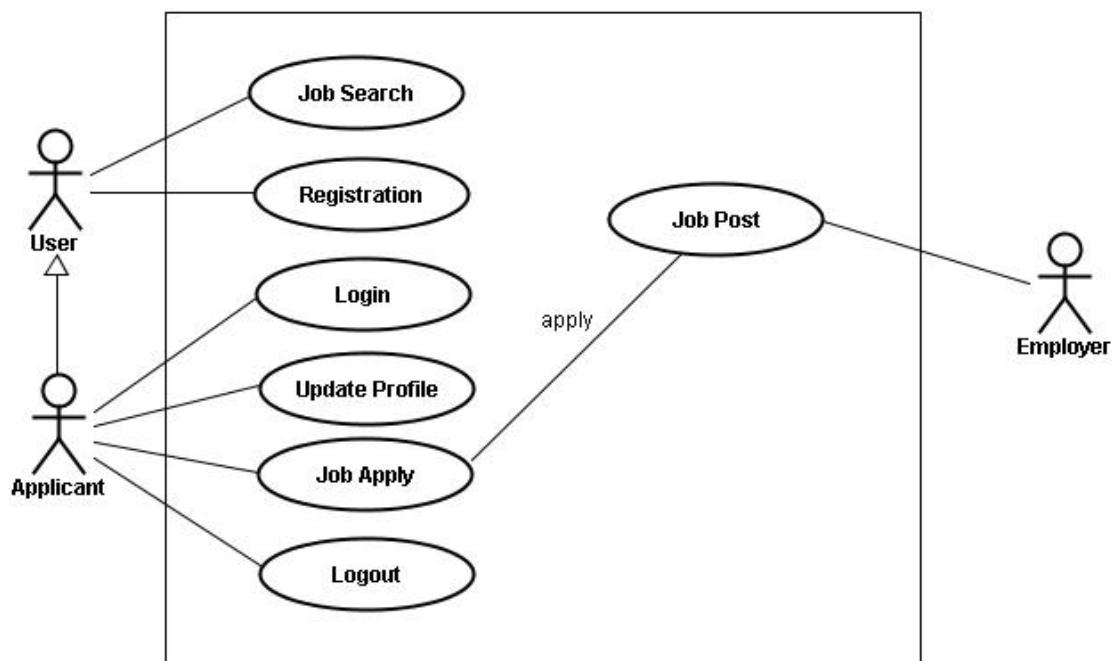 Job Search
Registration
User
Job Post
Login
apply
Employer
Update Profile
Job Apply
Applicant
Logout